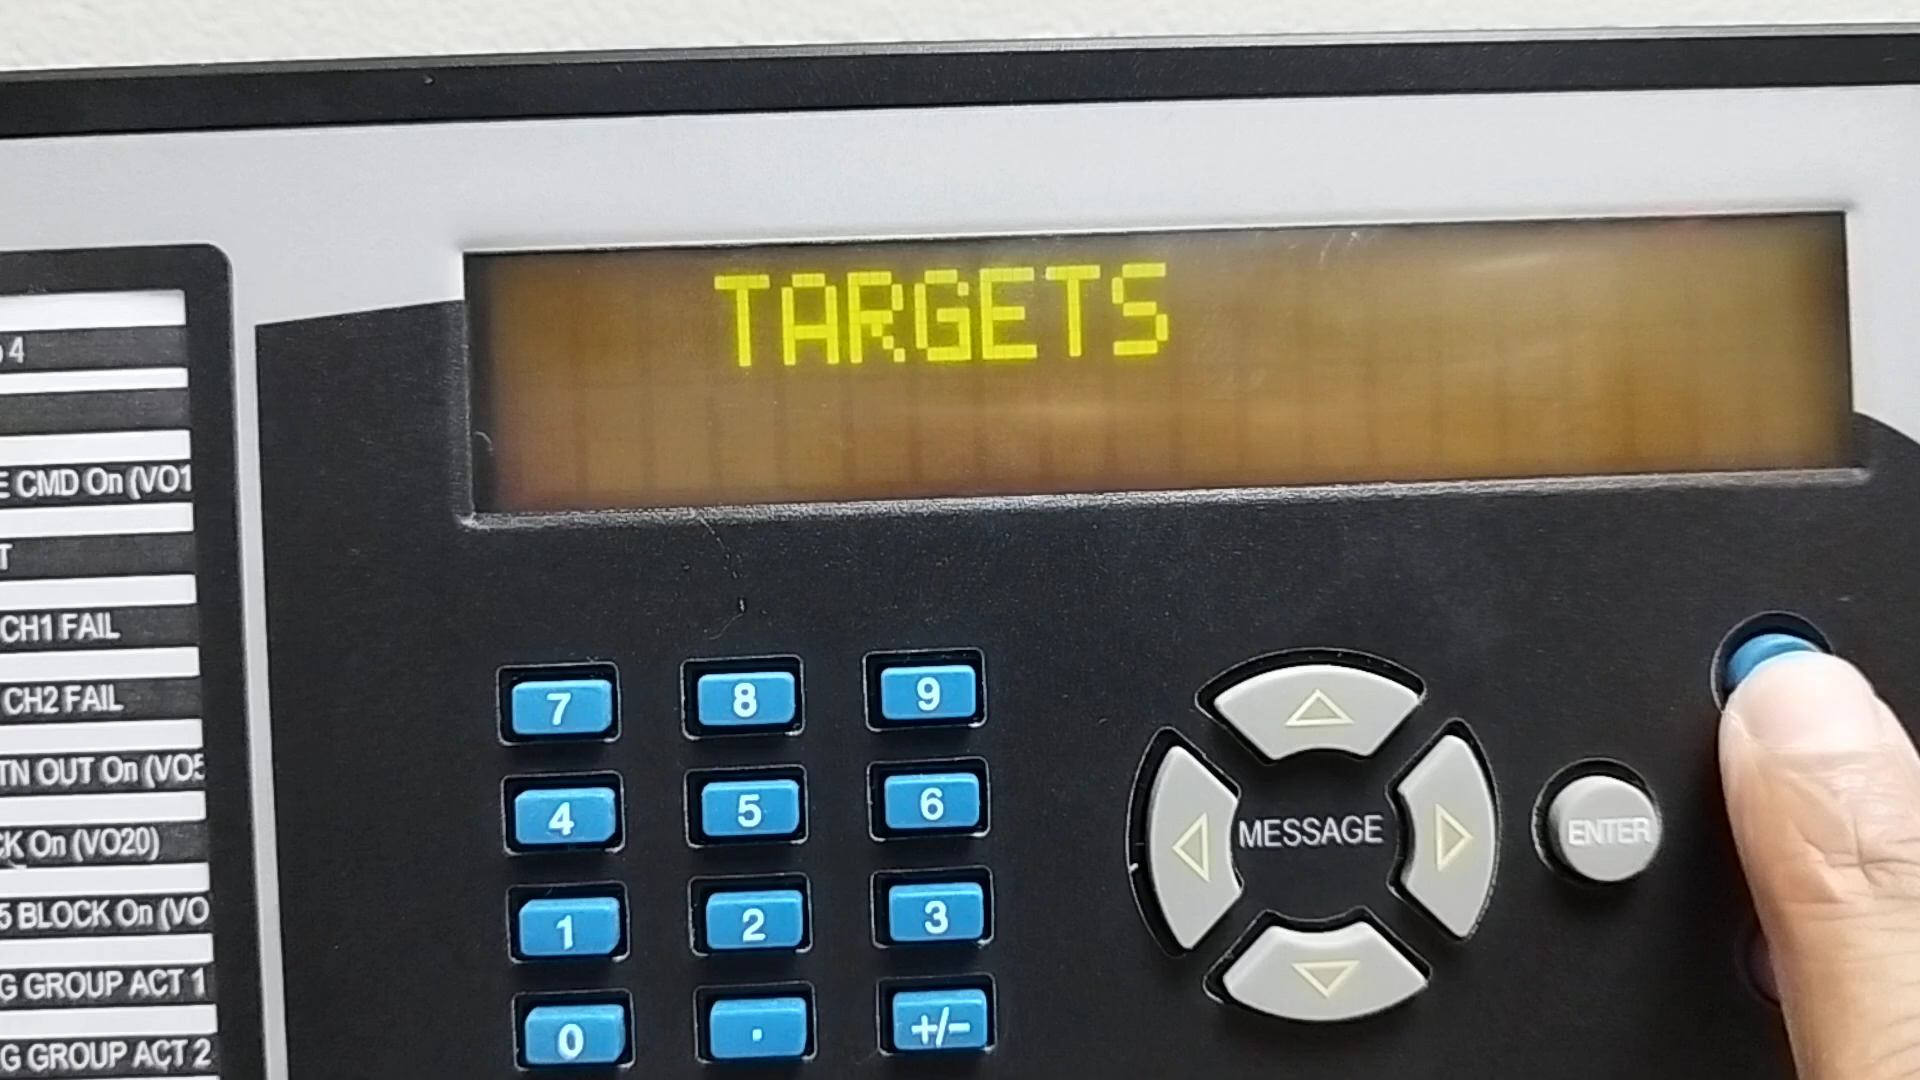 TARGETS
4
E CMD On (VO1
T
CH1 FAIL
CH2 FAIL
TN OUT On (VO5
CK On (VO20)
5 BLOCK On (VO
G GROUP ACT 1
G GROUP ACT 2
7 8 9
4 5 6
1 2 3
0 . +/-
MESSAGE
ENTER